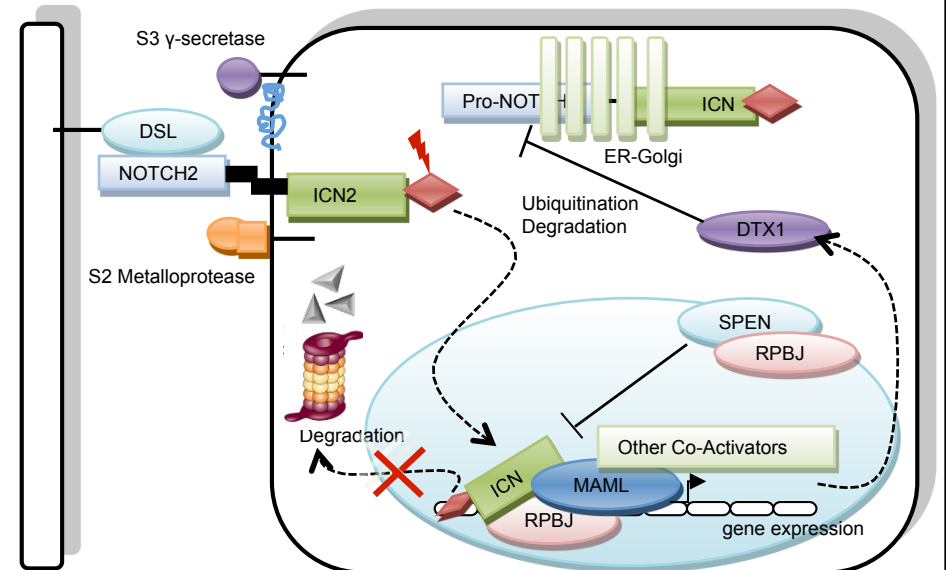 S3 γ-secretase
DSL
NOTCH2
ICN2
S2 Metalloprotease
Pro-NOTCH
ICN
ER-Golgi
Ubiquitination
Degradation
DTX1
SPEN
RPBJ
Degradation
Other Co-Activators
ICN
MAML
RPBJ
gene expression